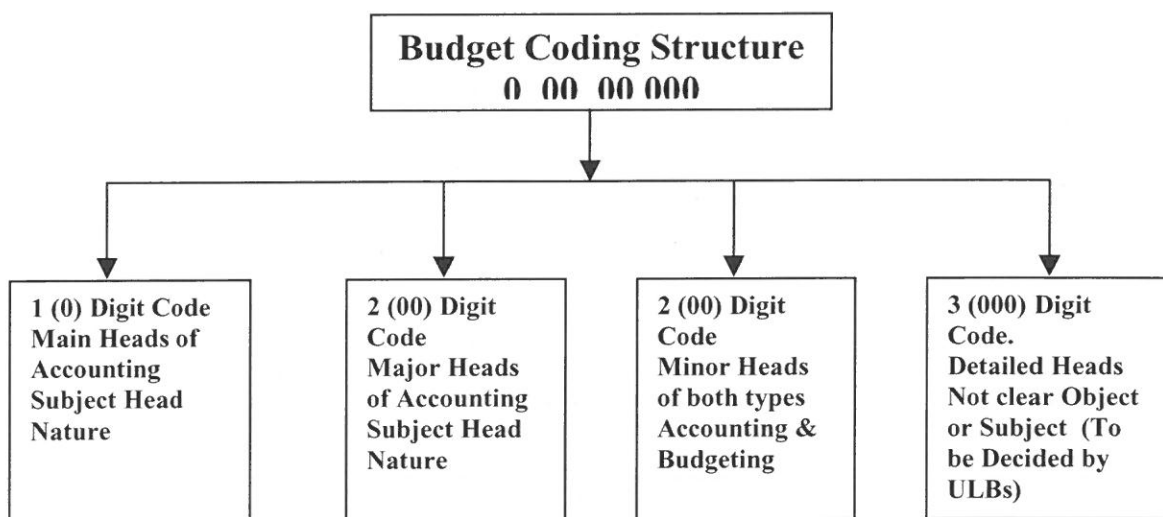 Budget Coding Structure
0 00 00 000
1 (0) Digit Code
Main Heads of
Accounting
Subject Head
Nature
2 (00) Digit
Code
Major Heads
of Accounting
Subject Head
Nature
2 (00) Digit
Code
Minor Heads
of both types
Accounting &
Budgeting
3 (000) Digit
Code.
Detailed Heads
Not clear Object
or Subject (To
be Decided by
ULBs)